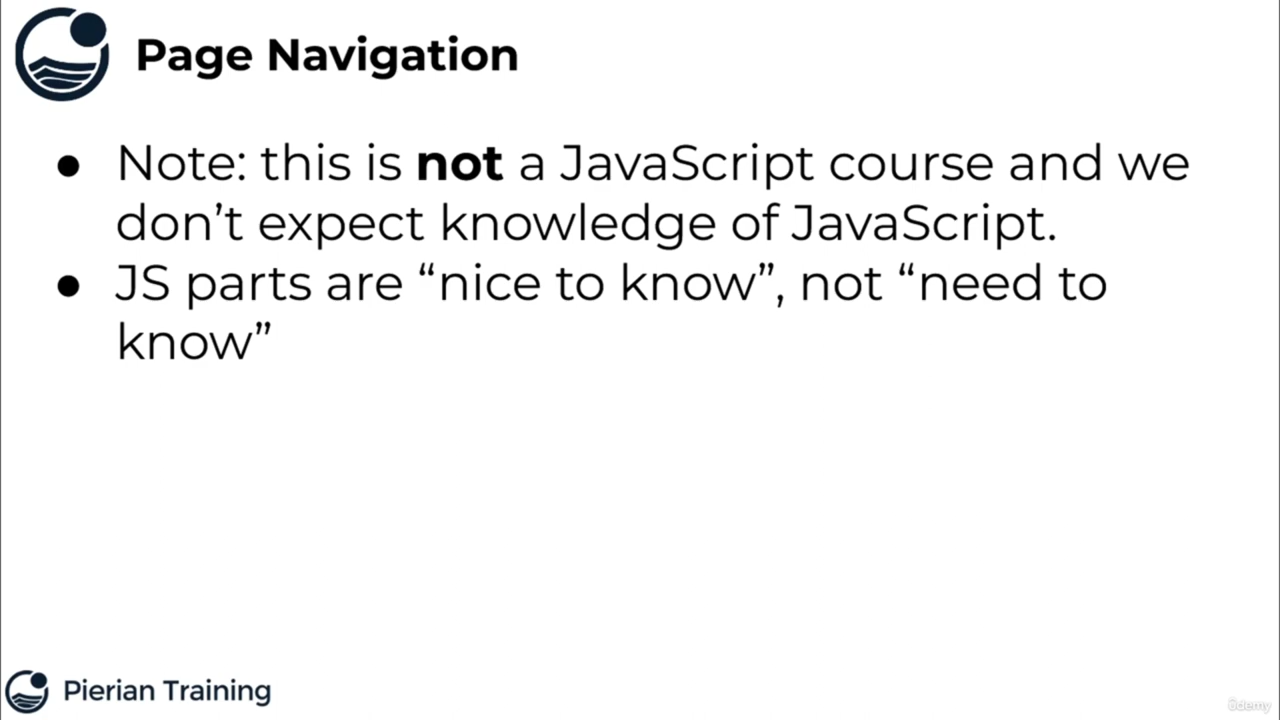 Page Navigation
● Note: this is not a JavaScript course and we
don’t expect knowledge of JavaScript.
● JS parts are “nice to know”, not “need to
know”
Pierian Training
ûdemy